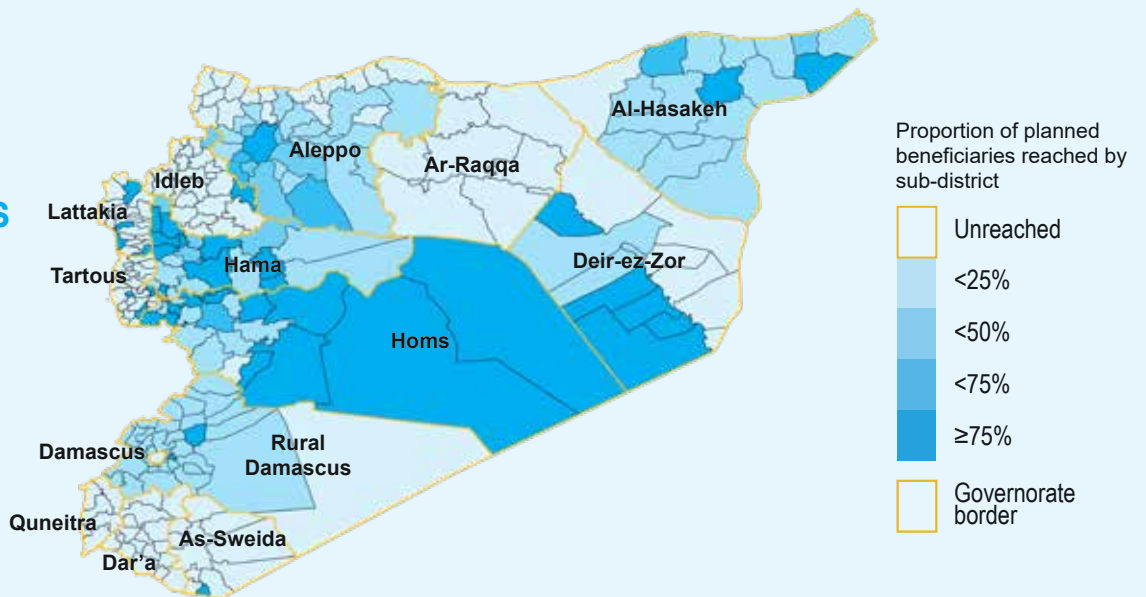 Al-Hasakeh
Aleppo
Ar-Raqqa
Idleb
Lattakia
S
Deir-ez-Zor
Hama
Tartous
Homs
Damascus
Rural
Damascus
Quneitra
As-Sweida
Dar'a
Proportion of planned
beneficiaries reached by
sub-district
Unreached
<25%
<50%
<75%
≥75%
Governorate
border